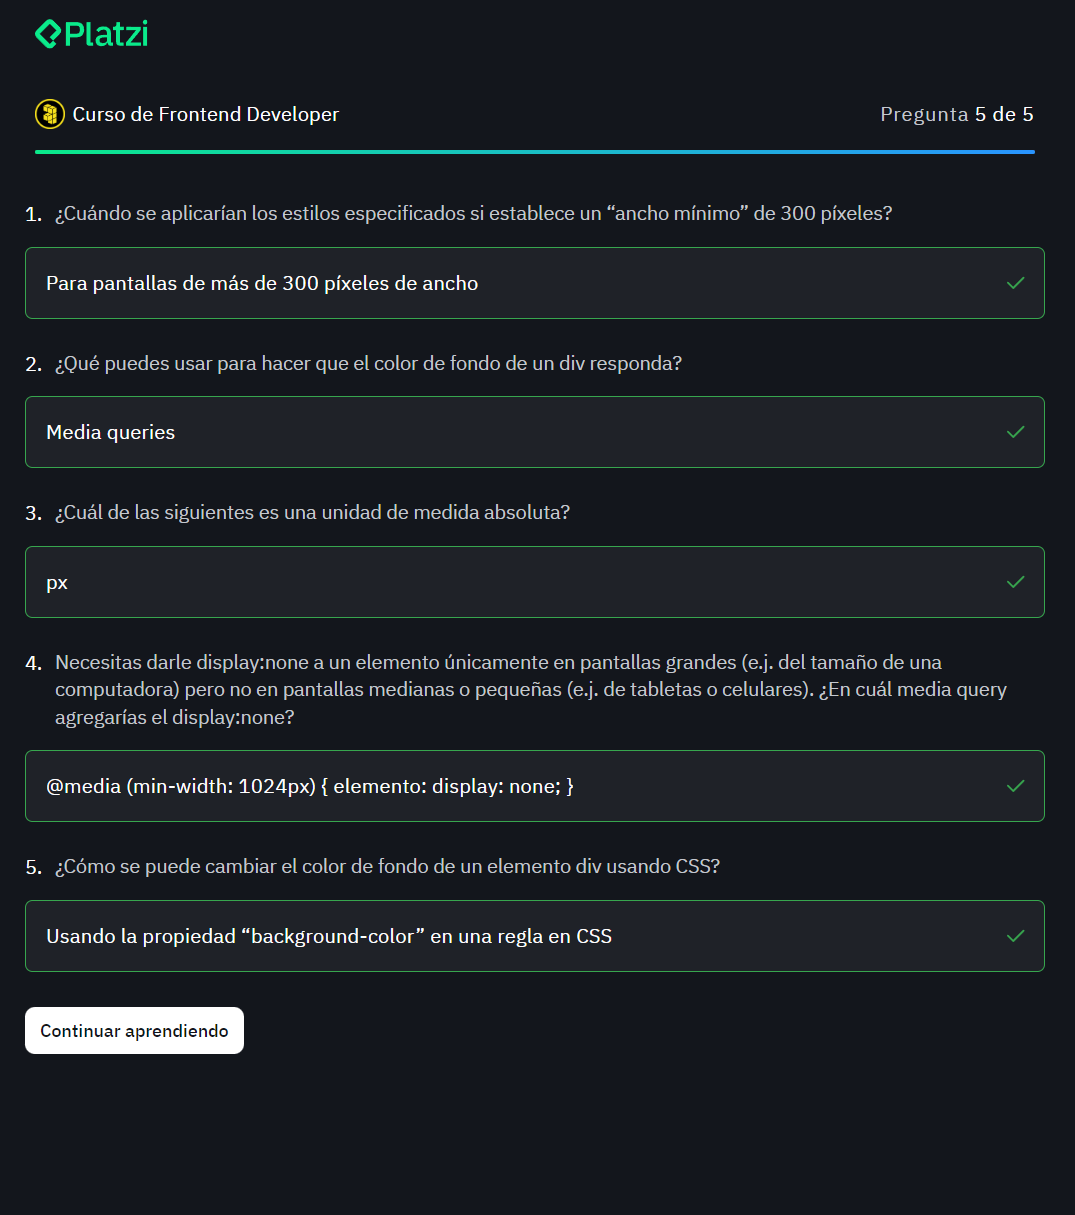 Platzi
Curso de Frontend Developer
Pregunta 5 de 5
1. ¿Cuándo se aplicarían los estilos especificados si establece un “ancho mínimo” de 300 píxeles?
Para pantallas de más de 300 píxeles de ancho
2. ¿Qué puedes usar para hacer que el color de fondo de un div responda?
Media queries
3. ¿Cuál de las siguientes es una unidad de medida absoluta?
px
4. Necesitas darle display:none a un elemento únicamente en pantallas grandes (e.j. del tamaño de una
computadora) pero no en pantallas medianas o pequeñas (e.j. de tabletas o celulares). ¿En cuál media query
agregarías el display:none?
@media (min-width: 1024px) { elemento: display: none; }
5. ¿Cómo se puede cambiar el color de fondo de un elemento div usando CSS?
Usando la propiedad “background-color” en una regla en CSS
Continuar aprendiendo